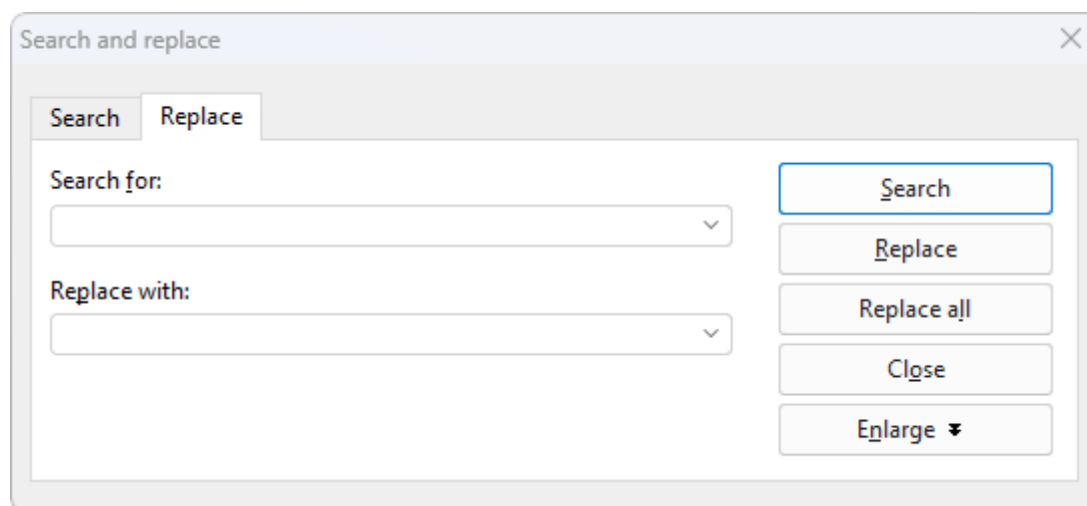 Search and replace
Search Replace
Search for:
Search
Replace
Replace with:
Replace all
Close
Enlarge